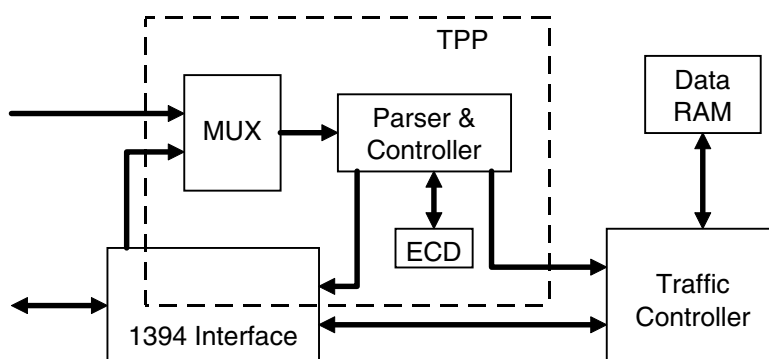 TPP
MUX
Parser &
Controller
Data
RAM
ECD
1394 Interface
Traffic
Controller